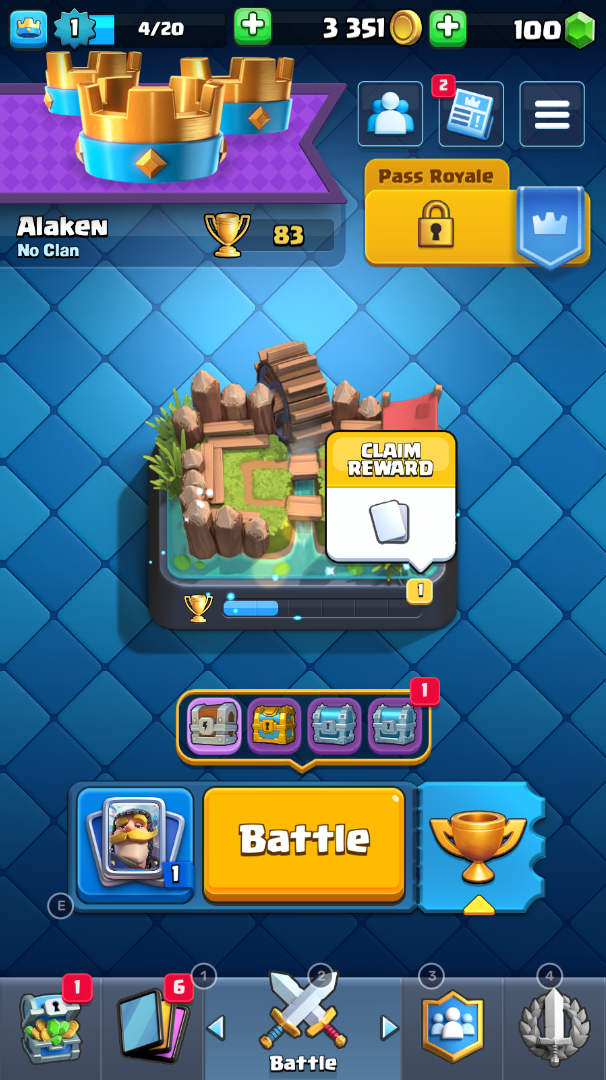 1
4/20
3 351
100
2
Pass Royale
Alaken
No Clan
83
CLAIM
REWARD
1
1
1
Battle
E
1
6
1
2
3
4
Battle